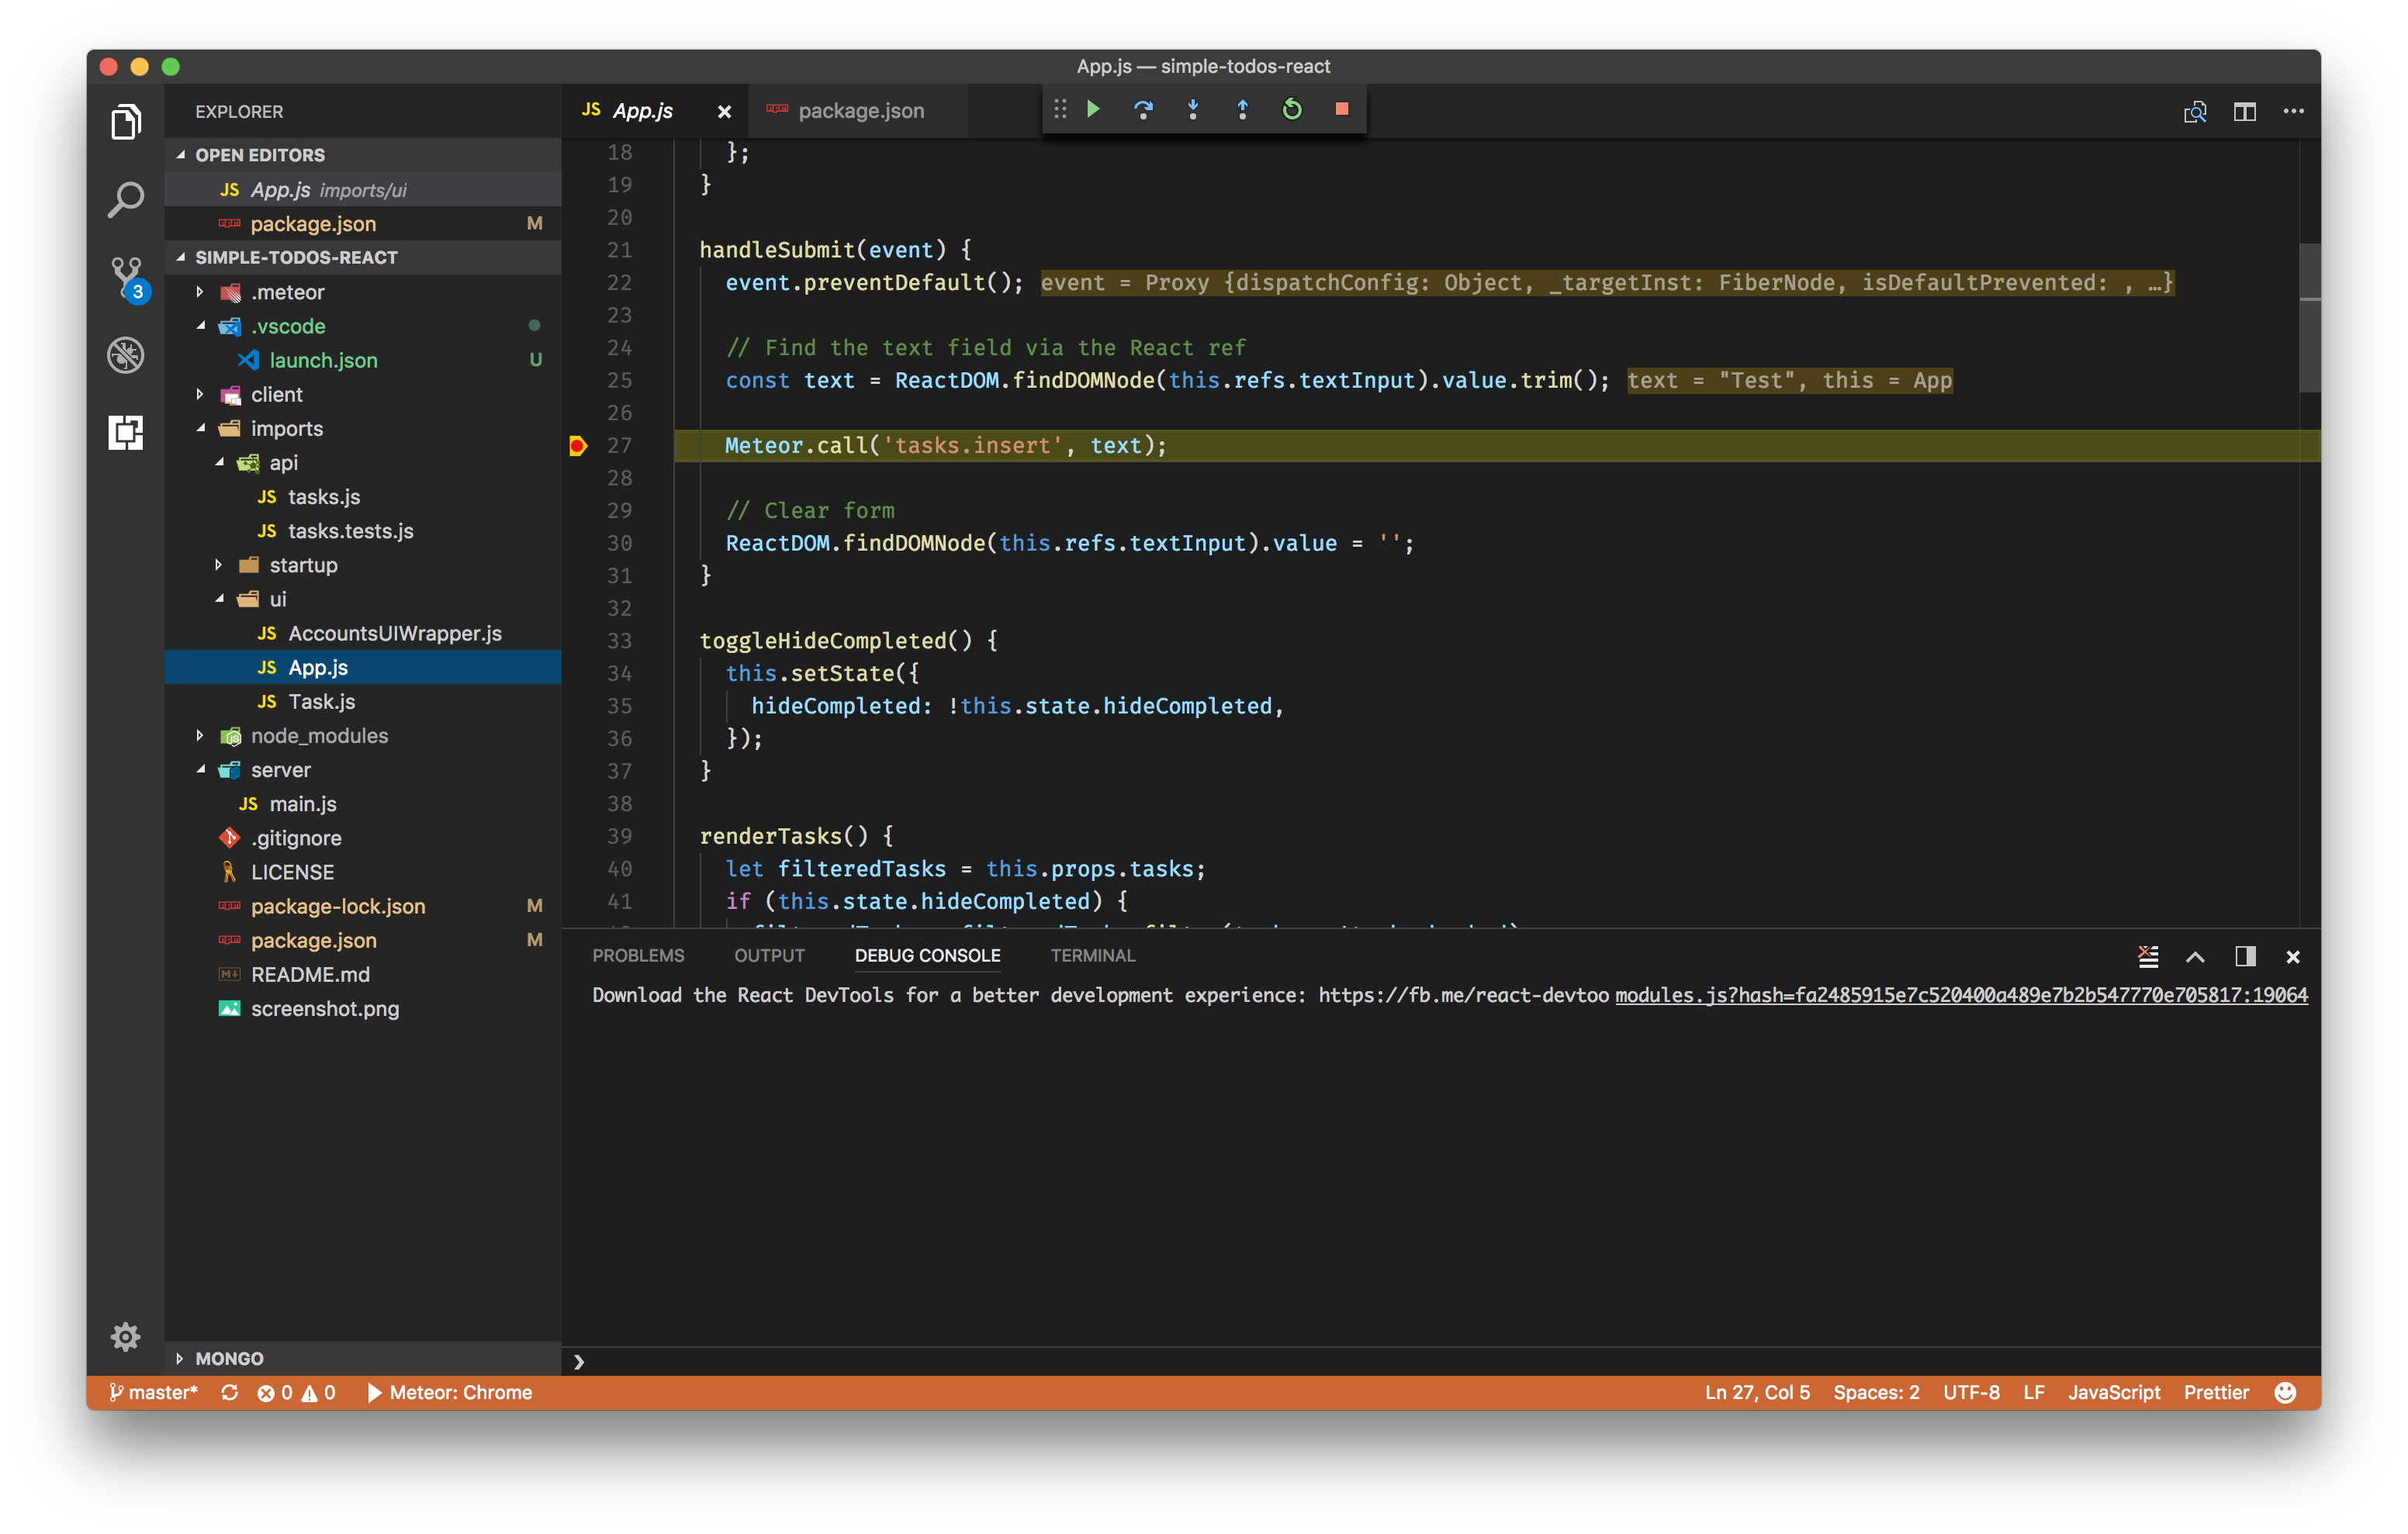 App.js — simple-todos-react
EXPLORER
OPEN EDITORS
JS App.js imports/ui
package.json M
SIMPLE-TODOS-REACT
.meteor
.vscode
launch.json U
client
imports
api
JS tasks.js
JS tasks.tests.js
startup
ui
JS AccountsUIWrapper.js
JS App.js
JS Task.js
node_modules
server
JS main.js
.gitignore
LICENSE
package-lock.json M
package.json M
README.md
screenshot.png
MONGO
3
JS App.js
package.json
18 };
19 }
20
21 handleSubmit(event) {
22 event.preventDefault(); event = Proxy {dispatchConfig: Object, _targetInst: FiberNode, isDefaultPrevented: , …}
23
24 // Find the text field via the React ref
25 const text = ReactDOM.findDOMNode(this.refs.textInput).value.trim(); text = "Test", this = App
26
27 Meteor.call('tasks.insert', text);
28
29 // Clear form
30 ReactDOM.findDOMNode(this.refs.textInput).value = '';
31 }
32
33 toggleHideCompleted() {
34 this.setState({
35 hideCompleted: !this.state.hideCompleted,
36 });
37 }
38
39 renderTasks() {
40 let filteredTasks = this.props.tasks;
41 if (this.state.hideCompleted) {
PROBLEMS OUTPUT DEBUG CONSOLE TERMINAL
Download the React DevTools for a better development experience: https://fb.me/react-devtoo modules.js?hash=fa2485915e7c520400a489e7b2b547770e705817:19064
master* 0 0 Meteor: Chrome Ln 27, Col 5 Spaces: 2 UTF-8 LF JavaScript Prettier